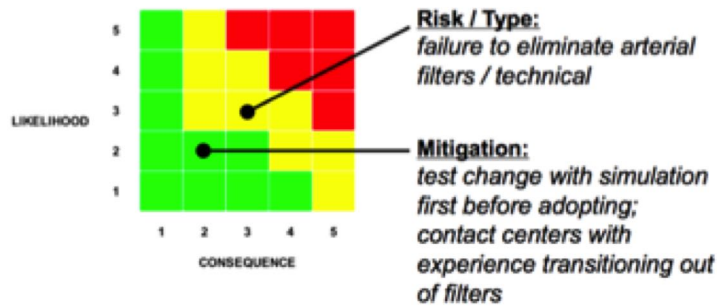 Risk / Type:
failure to eliminate arterial
filters / technical
Mitigation:
test change with simulation
first before adopting;
contact centers with
experience transitioning out
of filters
LIKELIHOOD
5
4
3
2
1
1 2 3 4 5
CONSEQUENCE